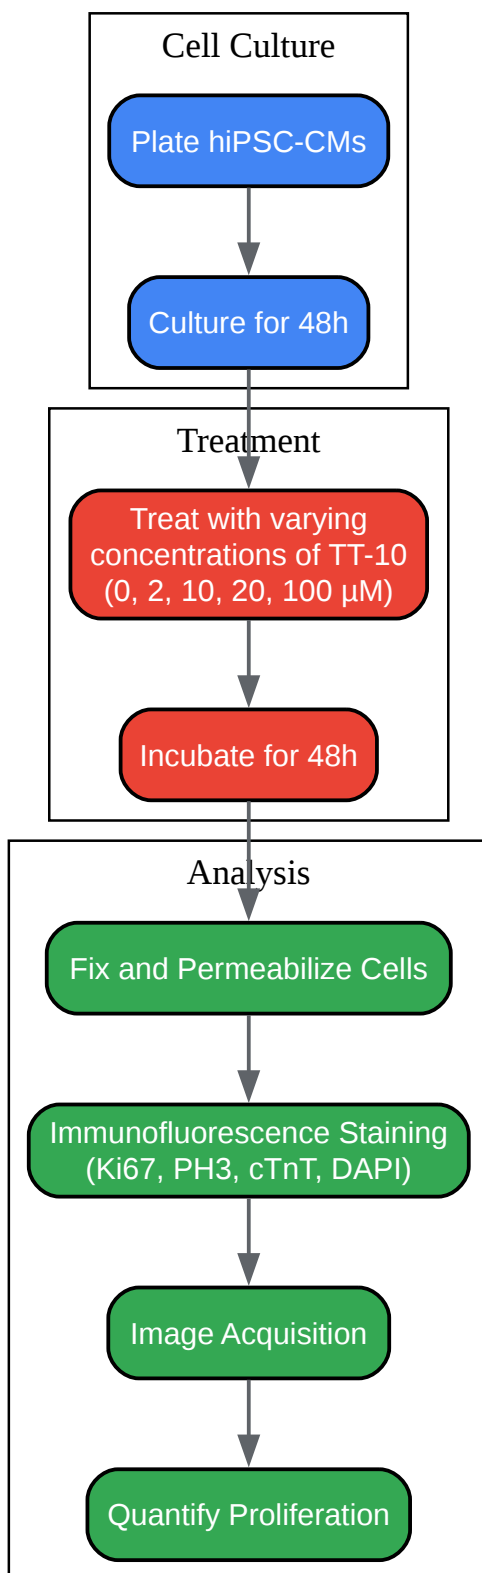 Cell Culture
Plate hiPSC-CMs
Culture for 48h
Treatment
Treat with varying
concentrations of TT-10
(0, 2, 10, 20, 100 µM)
Incubate for 48h
Analysis
Fix and Permeabilize Cells
Immunofluorescence Staining
(Ki67, PH3, cTnT, DAPI)
Image Acquisition
Quantify Proliferation